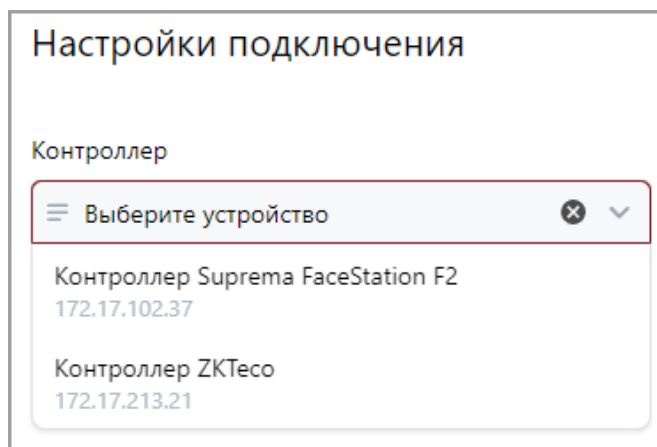 Настройки подключения
Контроллер
Выберите устройство
Контроллер Suprema FaceStation F2
172.17.102.37
Контроллер ZKTeco
172.17.213.21